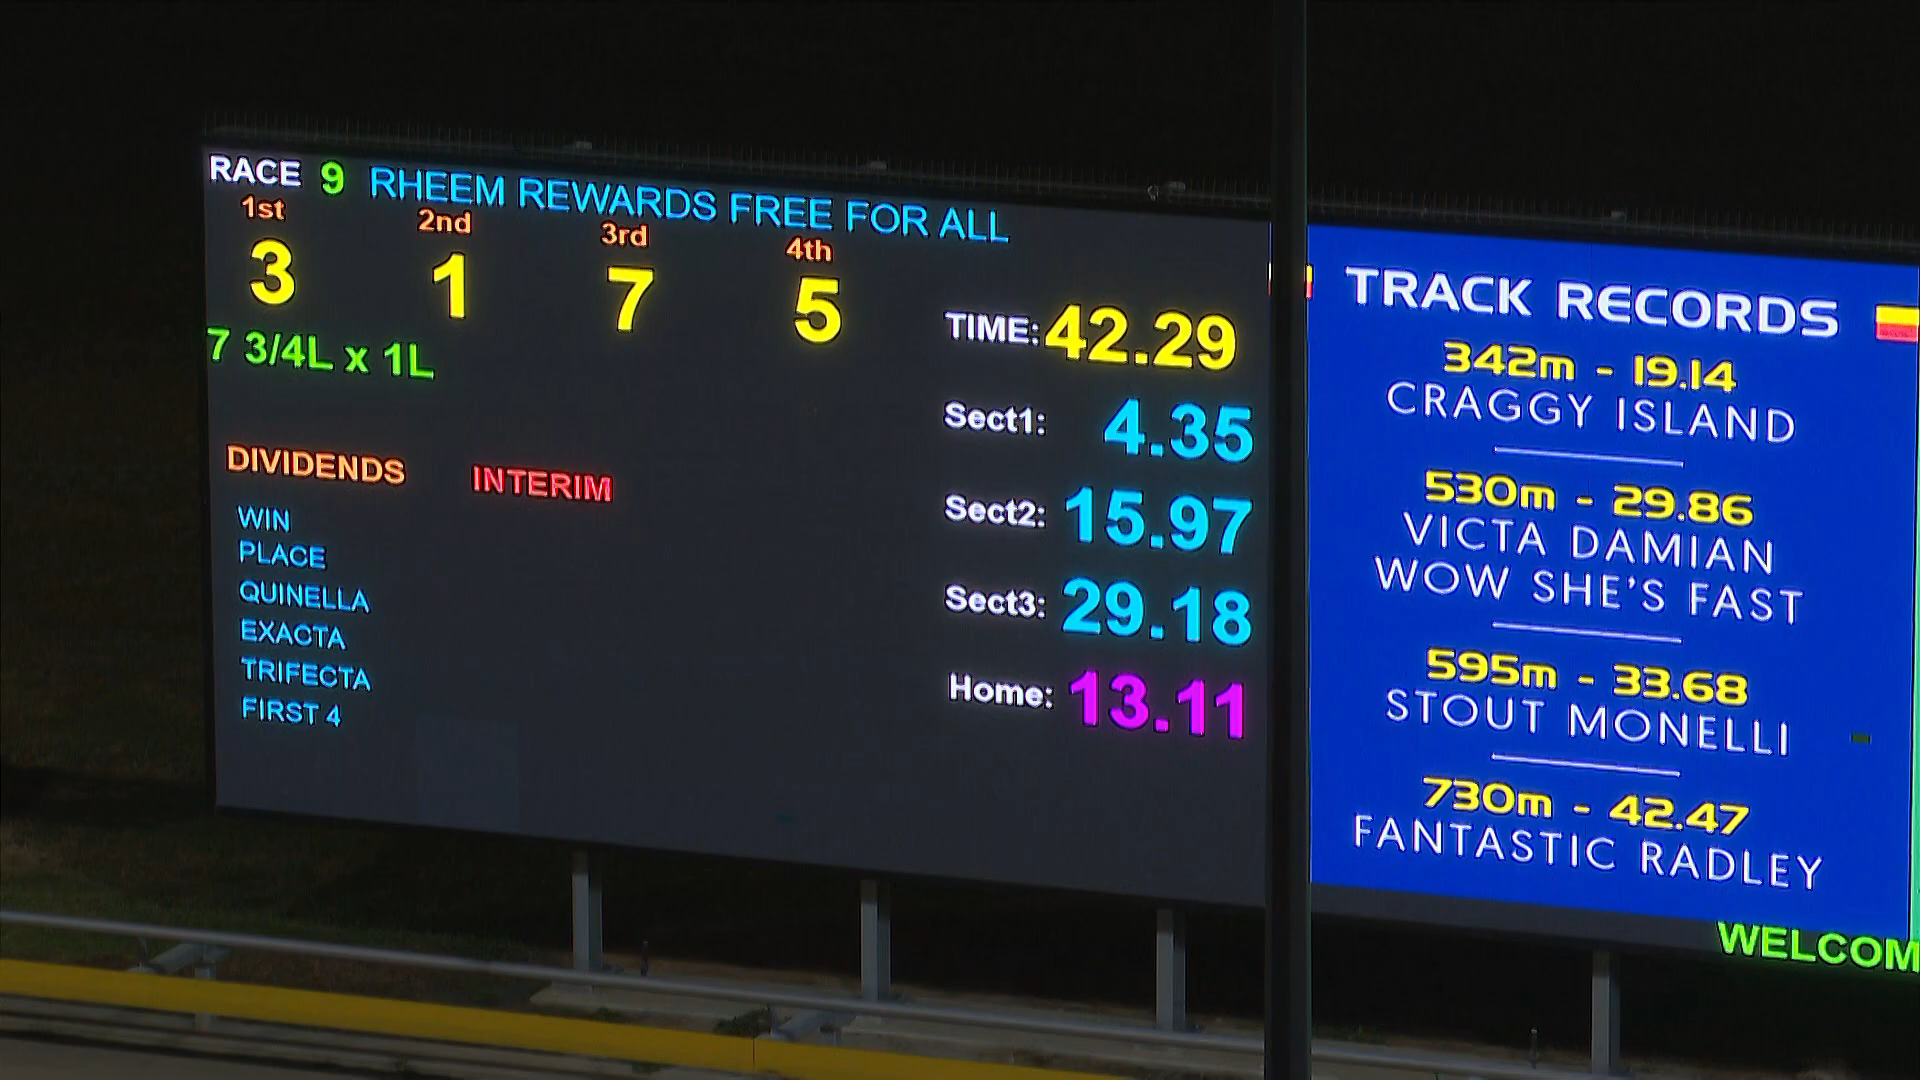 RACE 9 RHEEM REWARDS FREE FOR ALL
1st 2nd 3rd 4th
3 1 7 5
7 3/4L x 1L
TIME: 42.29
Sect1: 4.35
Sect2: 15.97
Sect3: 29.18
Home: 13.11
DIVIDENDS INTERIM
WIN
PLACE
QUINELLA
EXACTA
TRIFECTA
FIRST 4
TRACK RECORDS
342m - 19.14
CRAGGY ISLAND
530m - 29.86
VICTA DAMIAN
WOW SHE'S FAST
595m - 33.68
STOUT MONELLI
730m - 42.47
FANTASTIC RADLEY
WELCOM